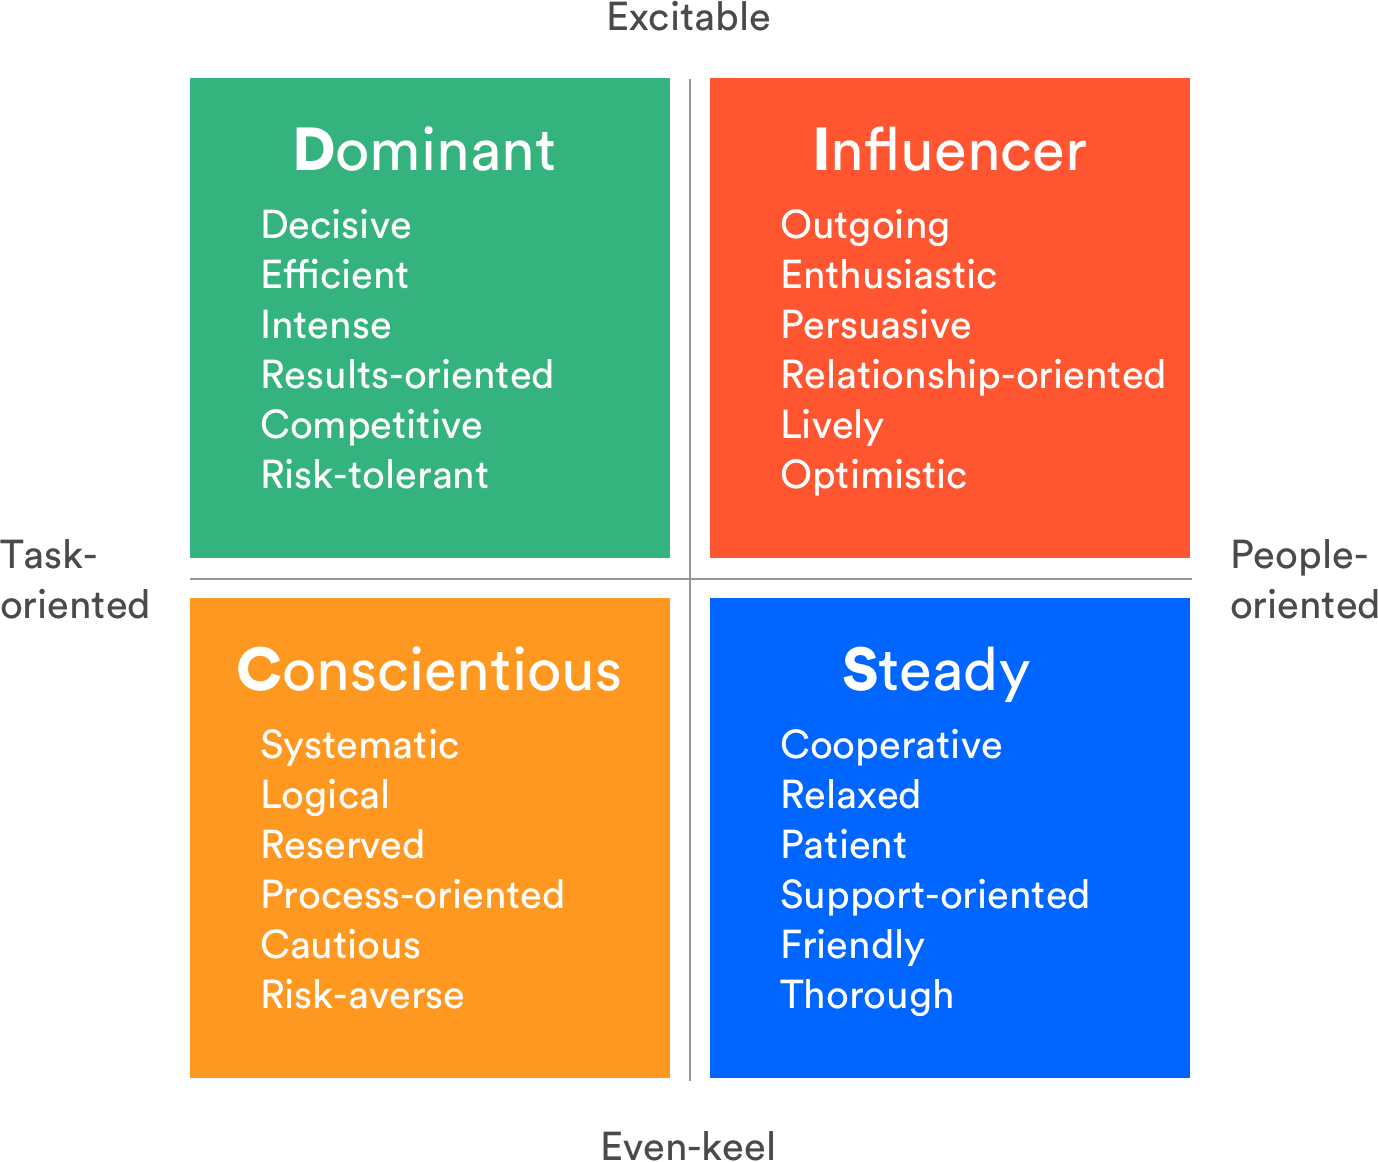 Excitable
Dominant
Decisive
Efficient
Intense
Results-oriented
Competitive
Risk-tolerant
Influencer
Outgoing
Enthusiastic
Persuasive
Relationship-oriented
Lively
Optimistic
Task-
oriented
People-
oriented
Conscientious
Systematic
Logical
Reserved
Process-oriented
Cautious
Risk-averse
Steady
Cooperative
Relaxed
Patient
Support-oriented
Friendly
Thorough
Even-keel